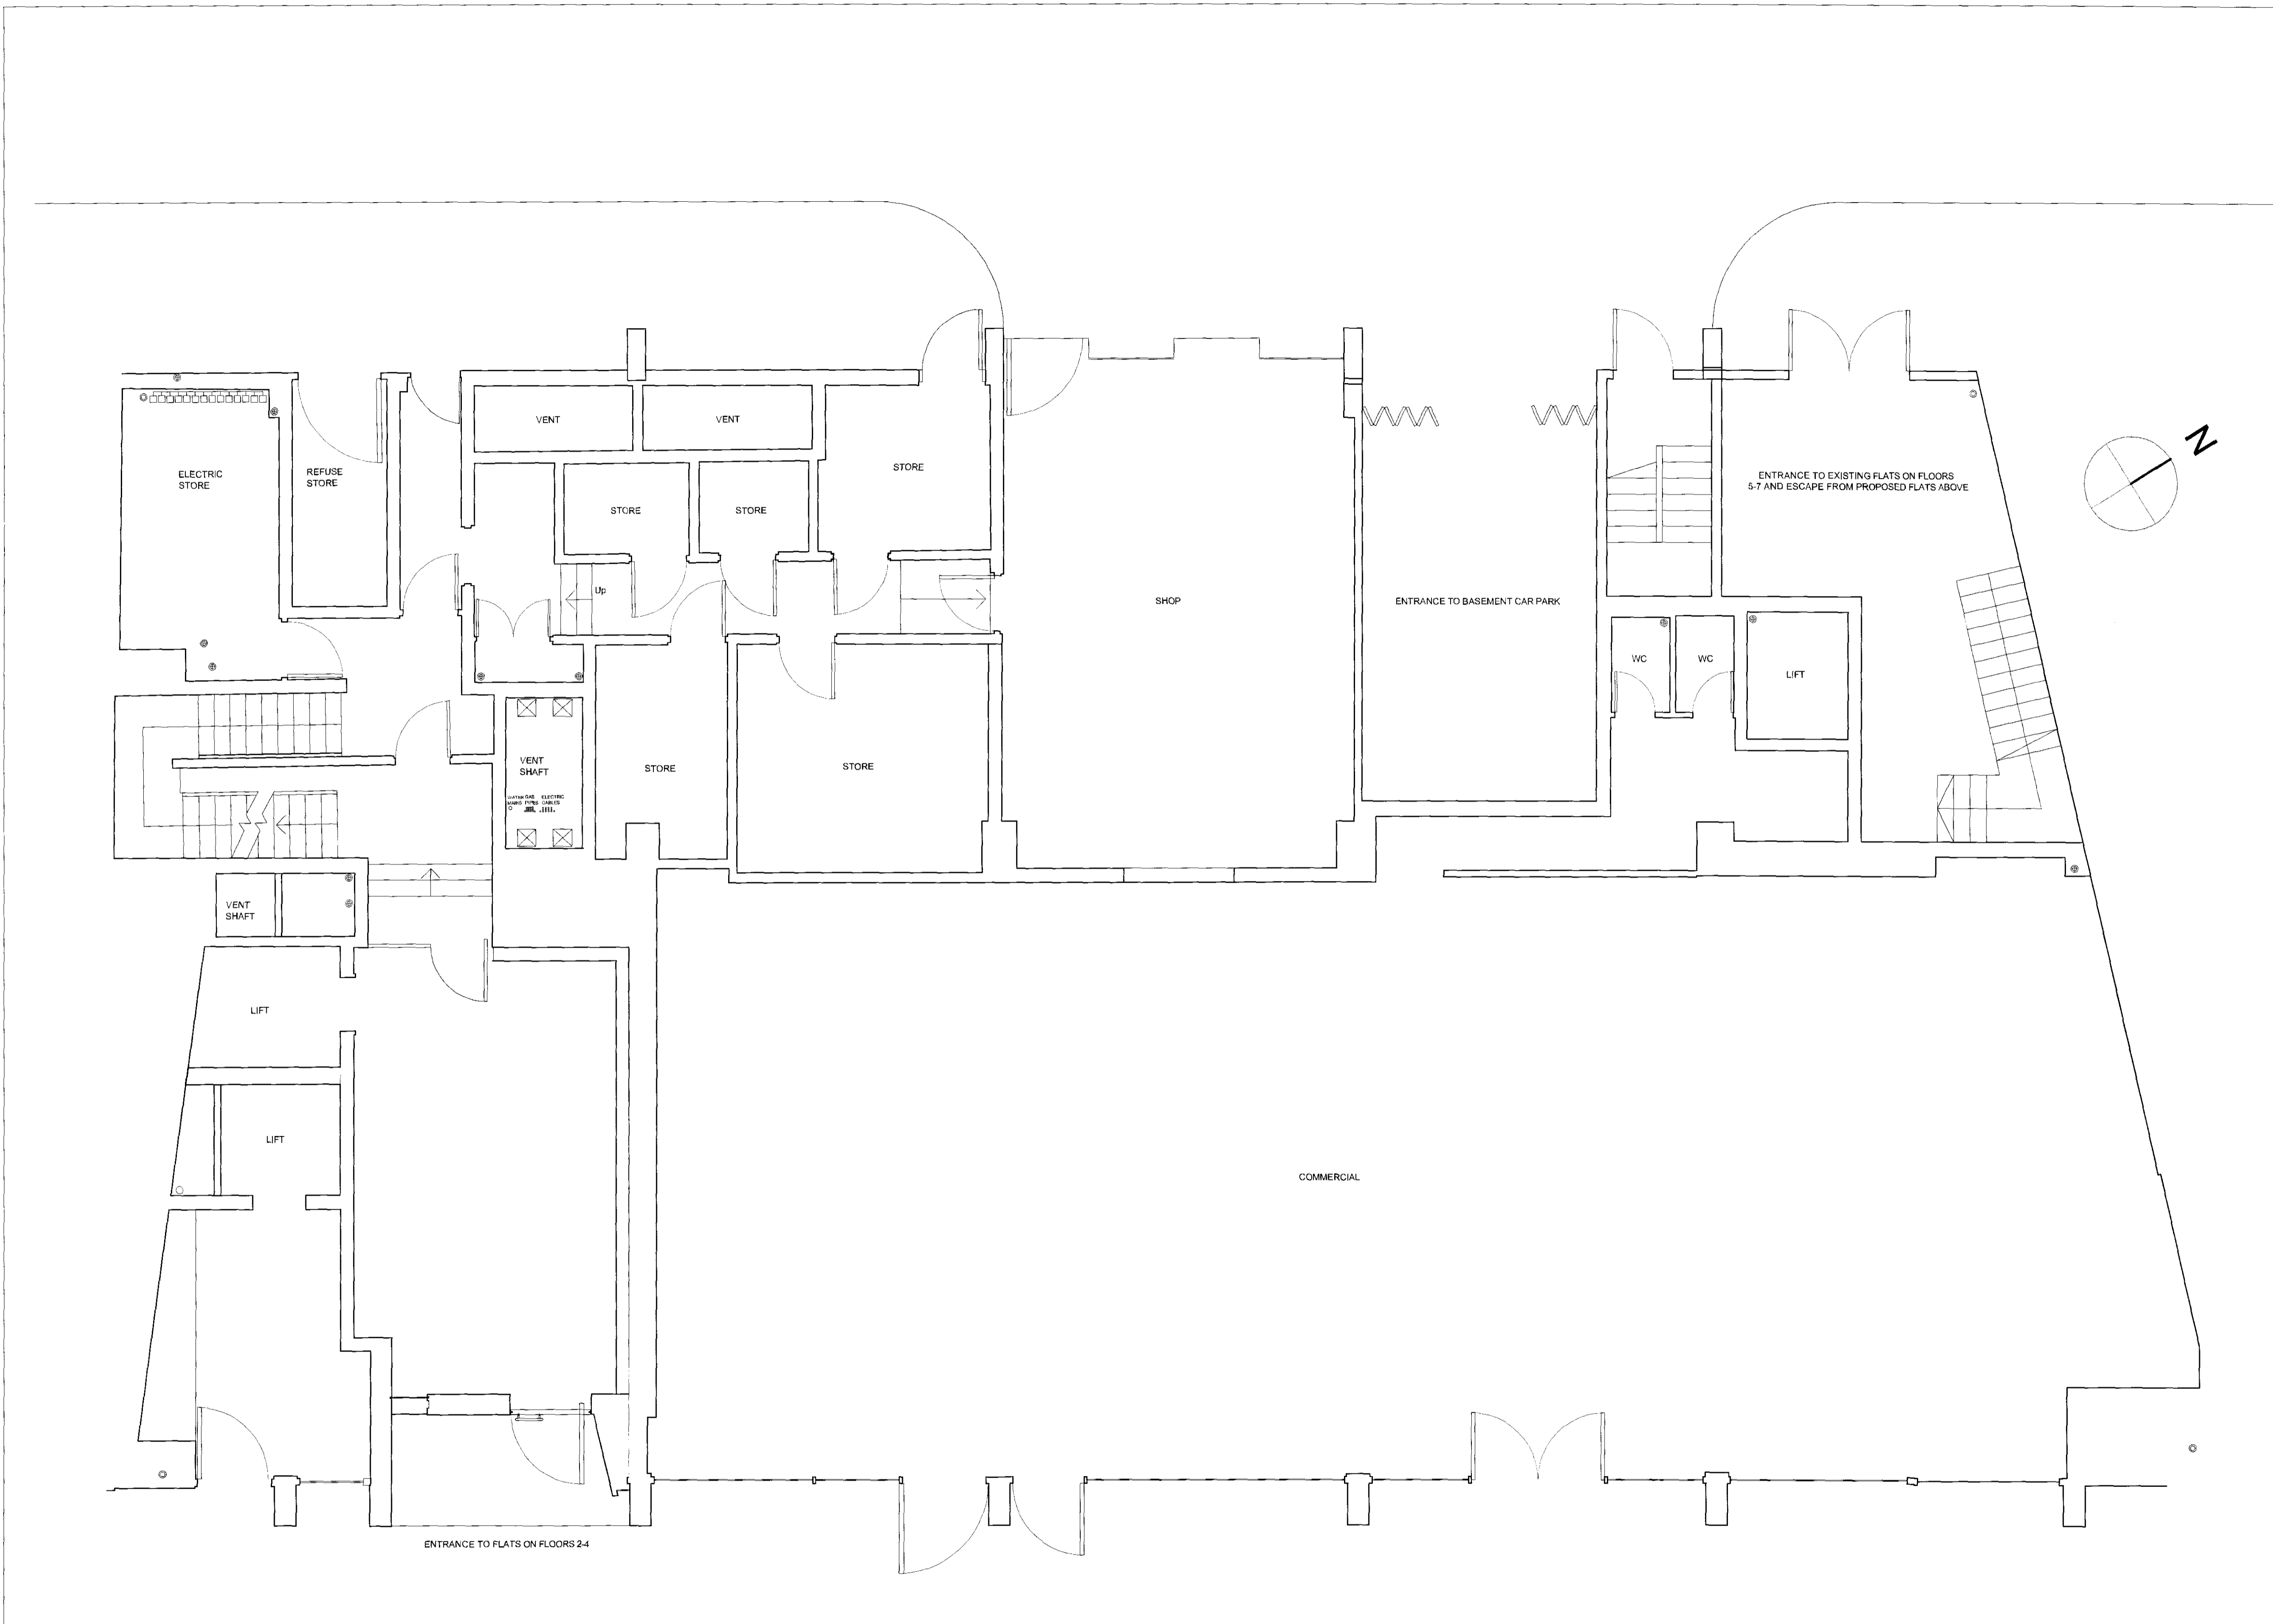 VENT
VENT
ELECTRIC
STORE
REFUSE
STORE
STORE
STORE
STORE
ENTRANCE TO EXISTING FLATS ON FLOORS
5-7 AND ESCAPE FROM PROPOSED FLATS ABOVE
N
Up
SHOP
ENTRANCE TO BASEMENT CAR PARK
WC
WC
LIFT
VENT
SHAFT
STORE
STORE
WATER GAS ELECTRIC
MAINS PIPES CABLES
VENT
SHAFT
LIFT
LIFT
COMMERCIAL
ENTRANCE TO FLATS ON FLOORS 2-4